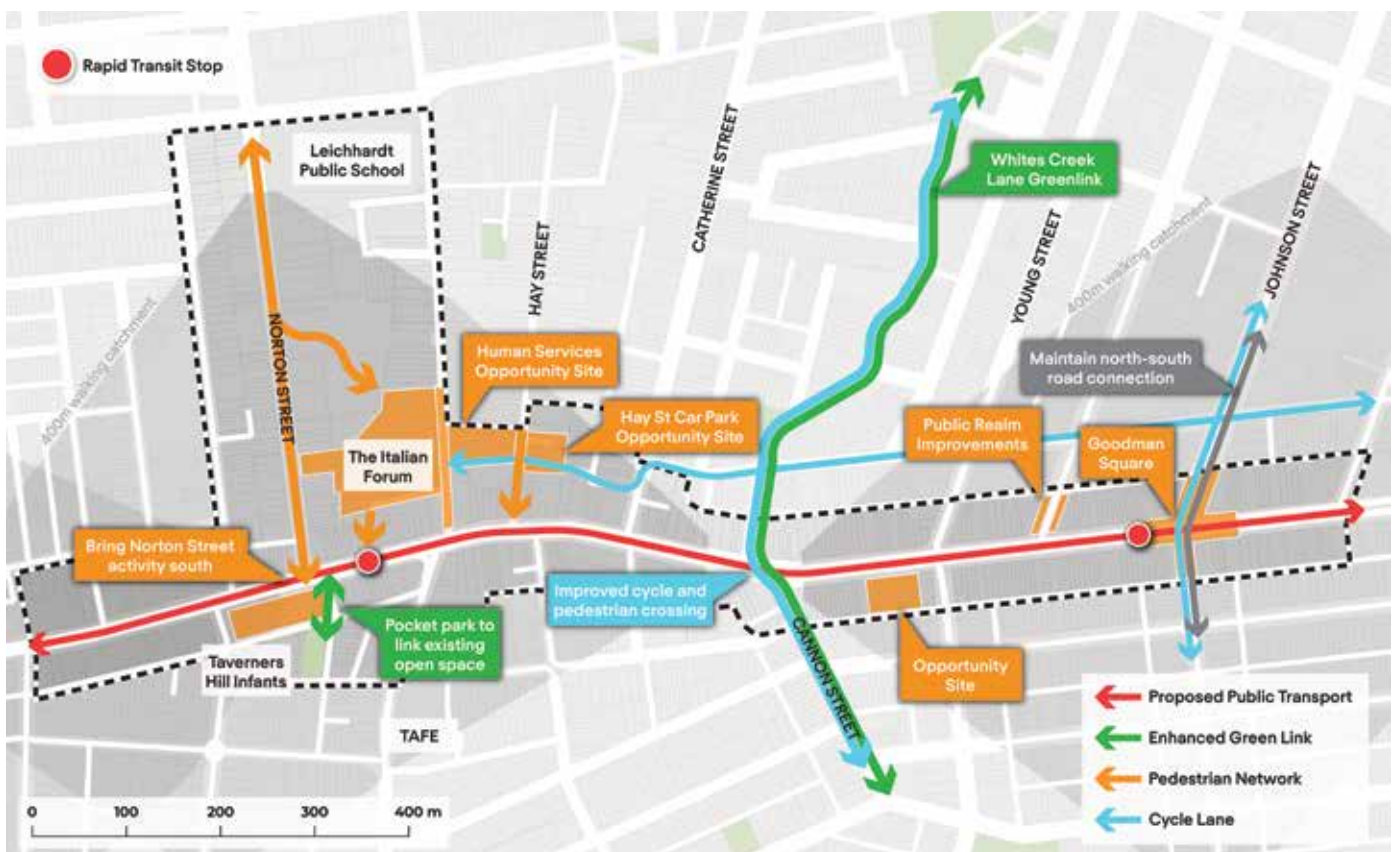 Rapid Transit Stop
Leichhardt
Public School
CATHERINE STREET
Whites Creek
Lane Greenlink
HAY STREET
YOUNG STREET
400m walking catchment
JOHNSON STREET
400m walking catchment
NORTON STREET
Human Services
Opportunity Site
Maintain north-south
road connection
Hay St Car Park
Opportunity Site
Public Realm
Improvements
Goodman
Square
The Italian
Forum
Bring Norton Street
activity south
Improved cycle and
pedestrian crossing
Pocket park to
link existing
open space
CANNON STREET
Taverners
Hill Infants
Opportunity
Site
TAFE
Proposed Public Transport
Enhanced Green Link
Pedestrian Network
Cycle Lane
0 100 200 300 400 m